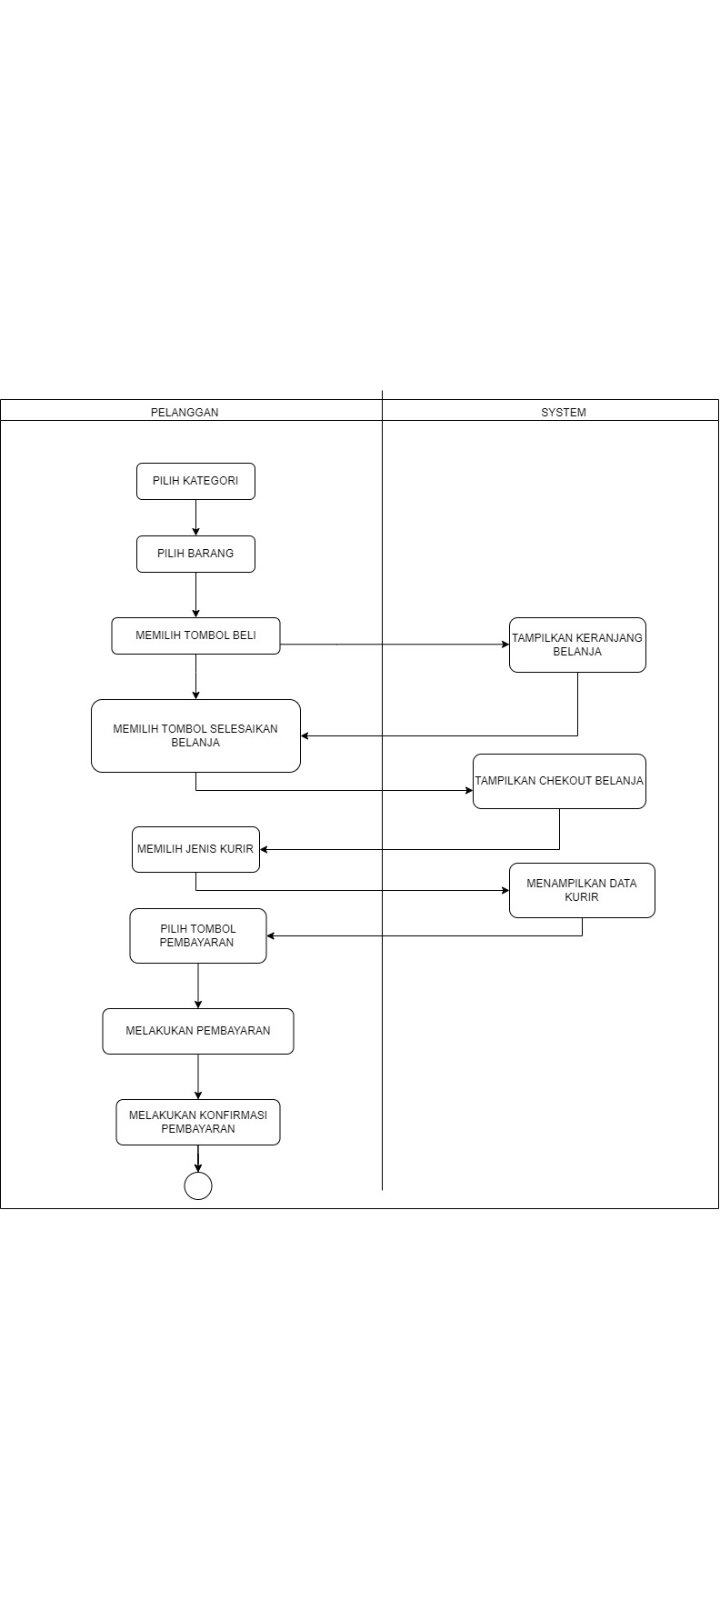 PELANGGAN
SYSTEM
PILIH KATEGORI
PILIH BARANG
MEMILIH TOMBOL BELI
TAMPILKAN KERANJANG
BELANJA
MEMILIH TOMBOL SELESAIKAN
BELANJA
TAMPILKAN CHEKOUT BELANJA
MEMILIH JENIS KURIR
MENAMPILKAN DATA
KURIR
PILIH TOMBOL
PEMBAYARAN
MELAKUKAN PEMBAYARAN
MELAKUKAN KONFIRMASI
PEMBAYARAN